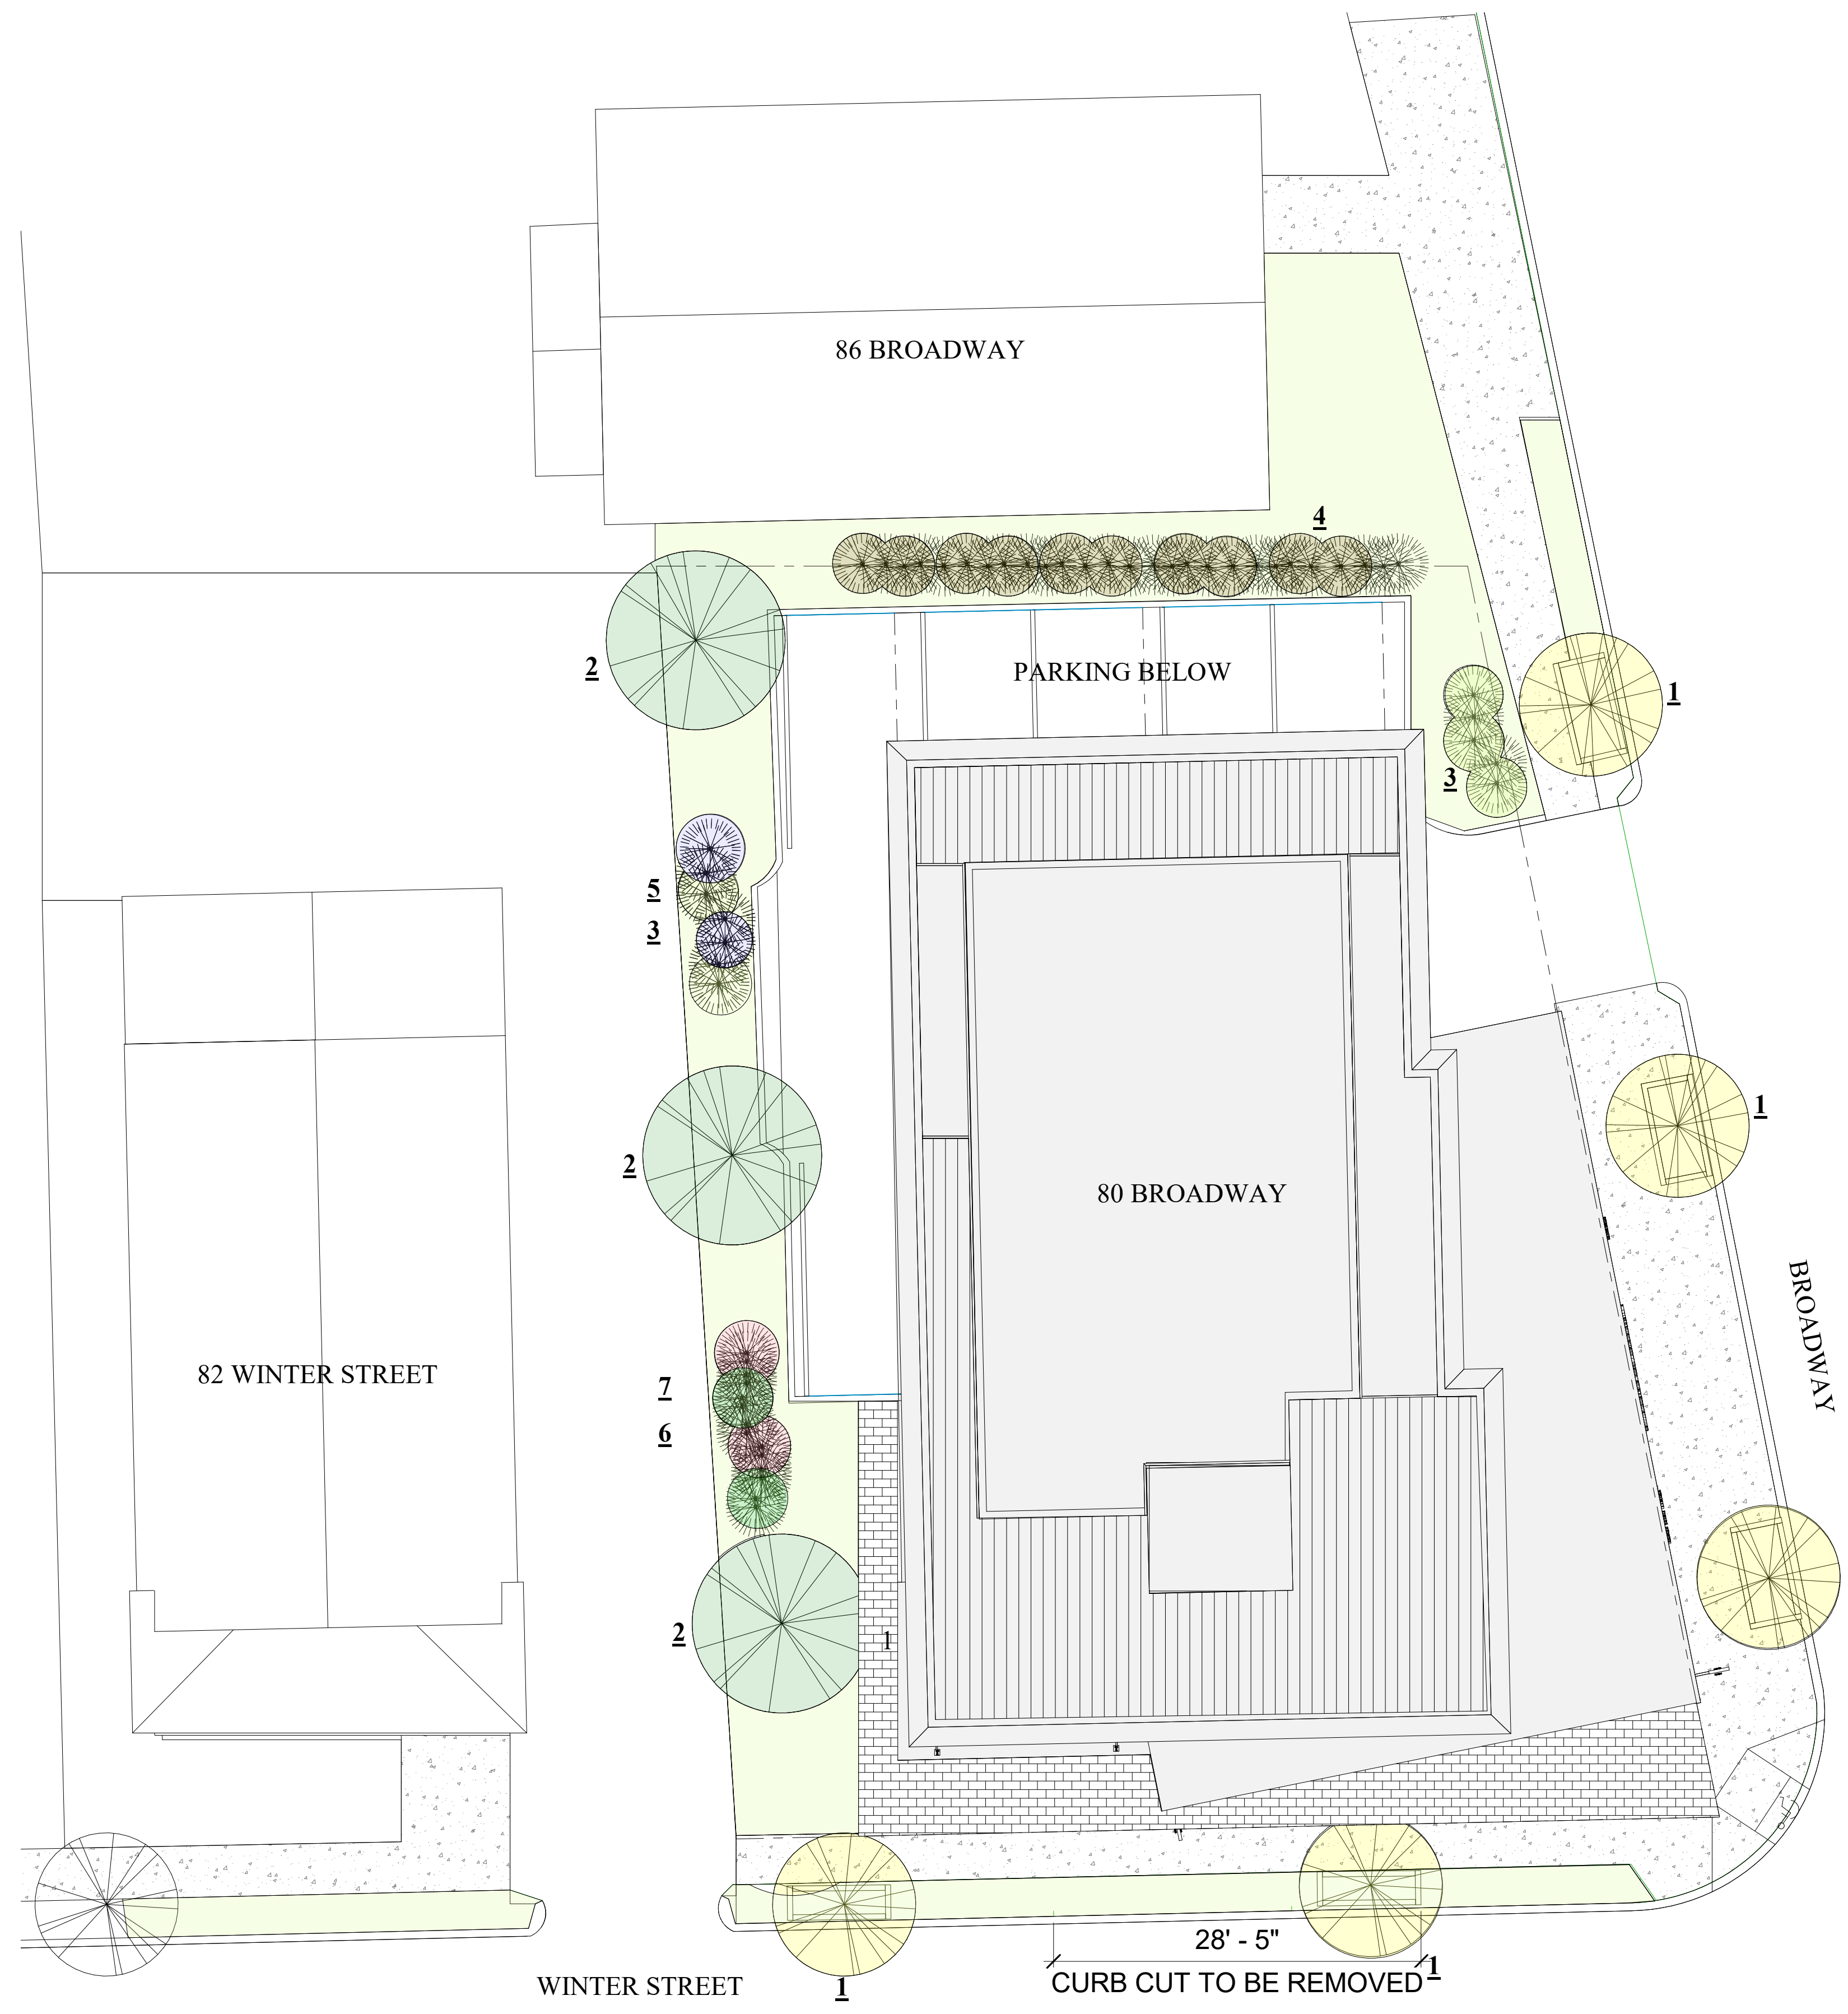 86 BROADWAY
4
PARKING BELOW
2
1
3
5
3
1
2
80 BROADWAY
BROADWAY
82 WINTER STREET
7
6
2
1
28' - 5"
1
WINTER STREET
1
CURB CUT TO BE REMOVED